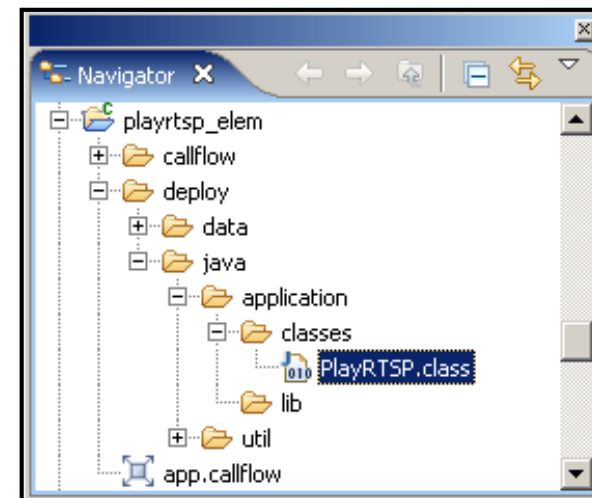 Navigator
playrtsp_elem
callflow
deploy
data
java
application
classes
PlayRTSP.class
lib
util
app.callflow